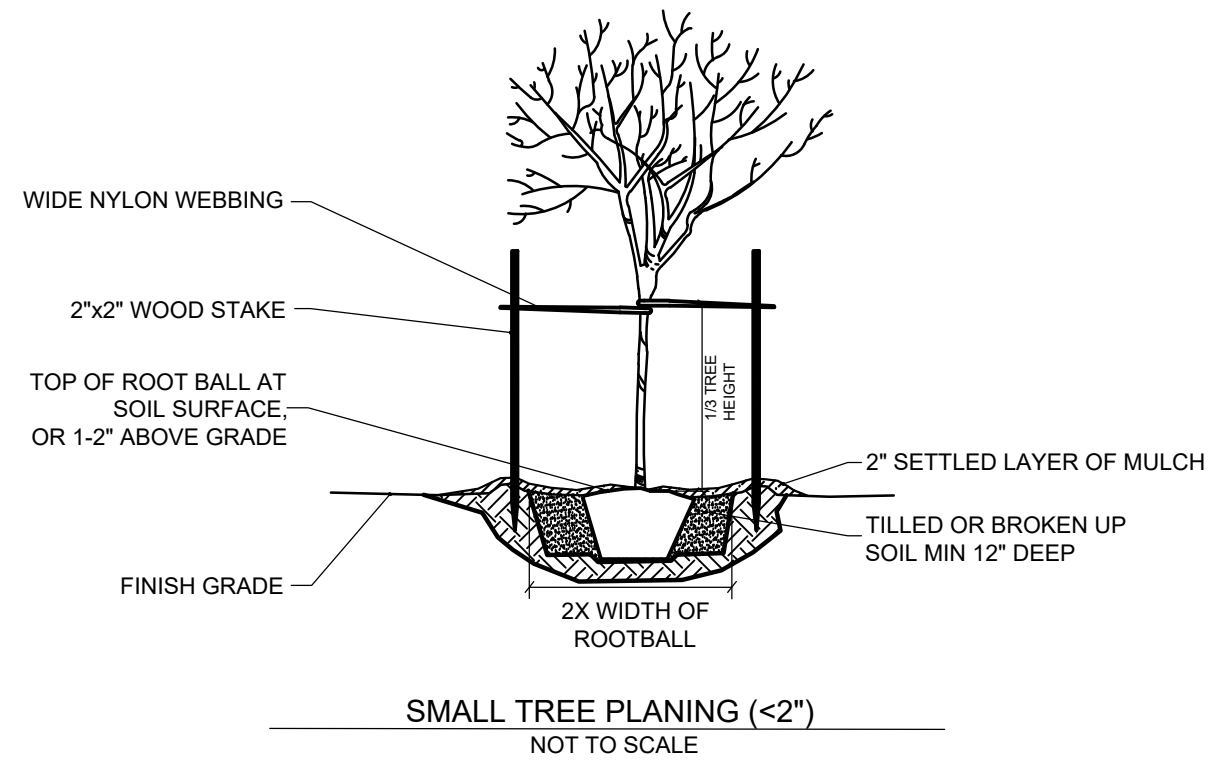 WIDE NYLON WEBBING
2"x2" WOOD STAKE
TOP OF ROOT BALL AT
SOIL SURFACE,
OR 1-2" ABOVE GRADE
1/3 TREE
HEIGHT
2" SETTLED LAYER OF MULCH
TILLED OR BROKEN UP
SOIL MIN 12" DEEP
FINISH GRADE
2X WIDTH OF
ROOTBALL
SMALL TREE PLANING (<2")
NOT TO SCALE